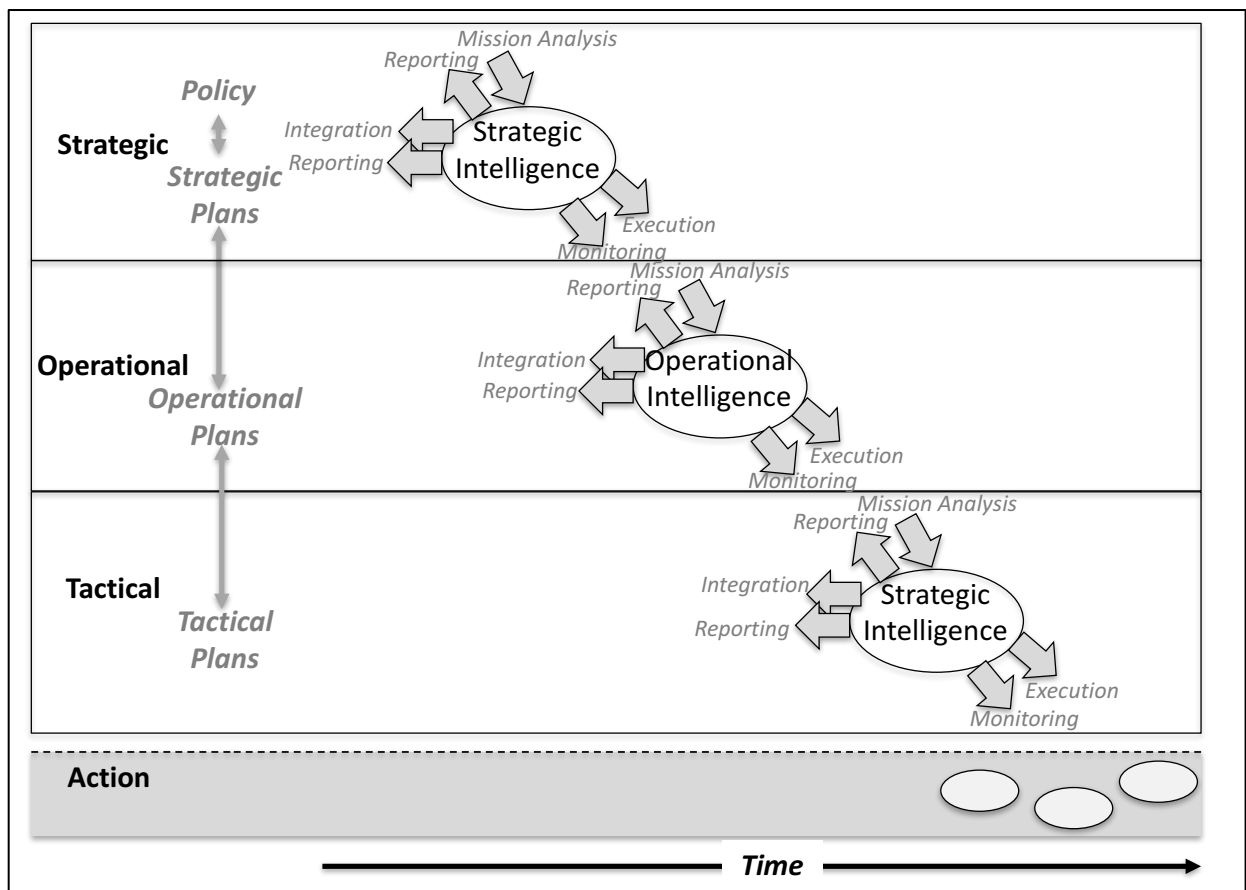 Mission Analysis
Reporting
Policy
Integration
Strategic
Strategic
Intelligence
Reporting
Strategic
Plans
Execution
Monitoring
Mission Analysis
Reporting
Operational
Integration
Operational
Intelligence
Reporting
Operational
Plans
Execution
Monitoring
Mission Analysis
Reporting
Tactical
Integration
Strategic
Intelligence
Reporting
Tactical
Plans
Execution
Monitoring
Action
Time